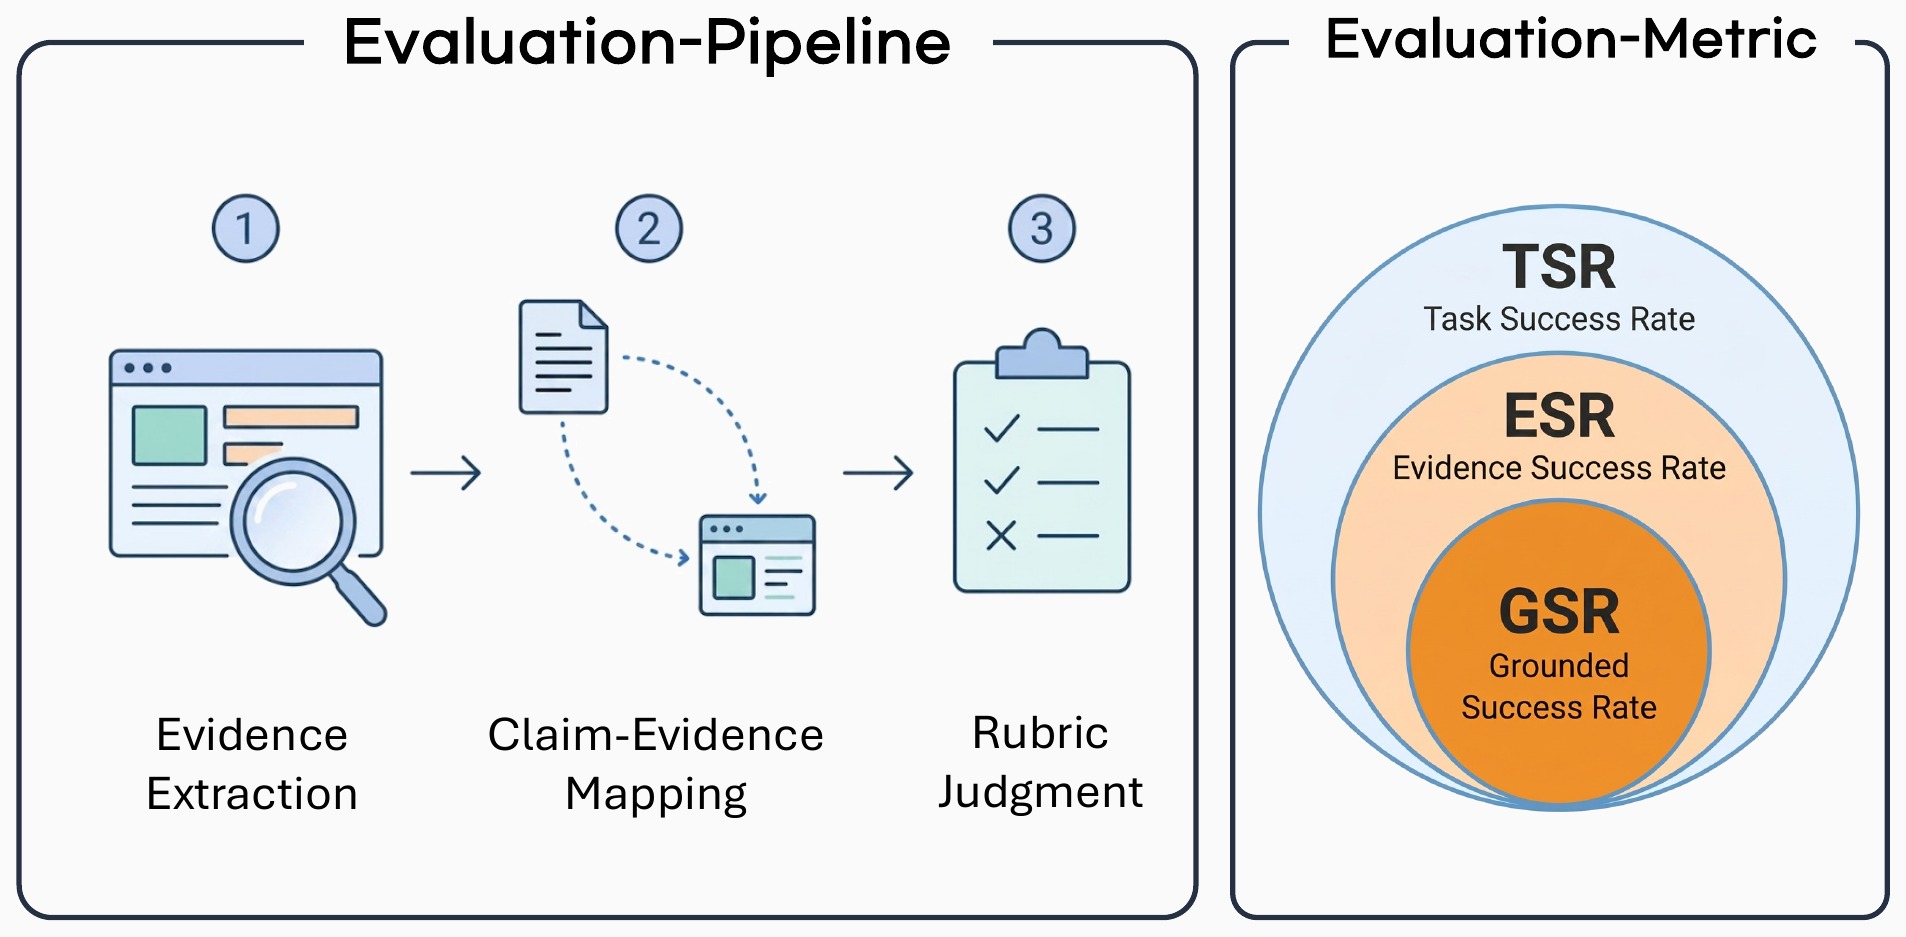 Evaluation-Pipeline
1
2
3
Evidence
Extraction
Claim-Evidence
Mapping
Rubric
Judgment
Evaluation-Metric
TSR
Task Success Rate
ESR
Evidence Success Rate
GSR
Grounded
Success Rate